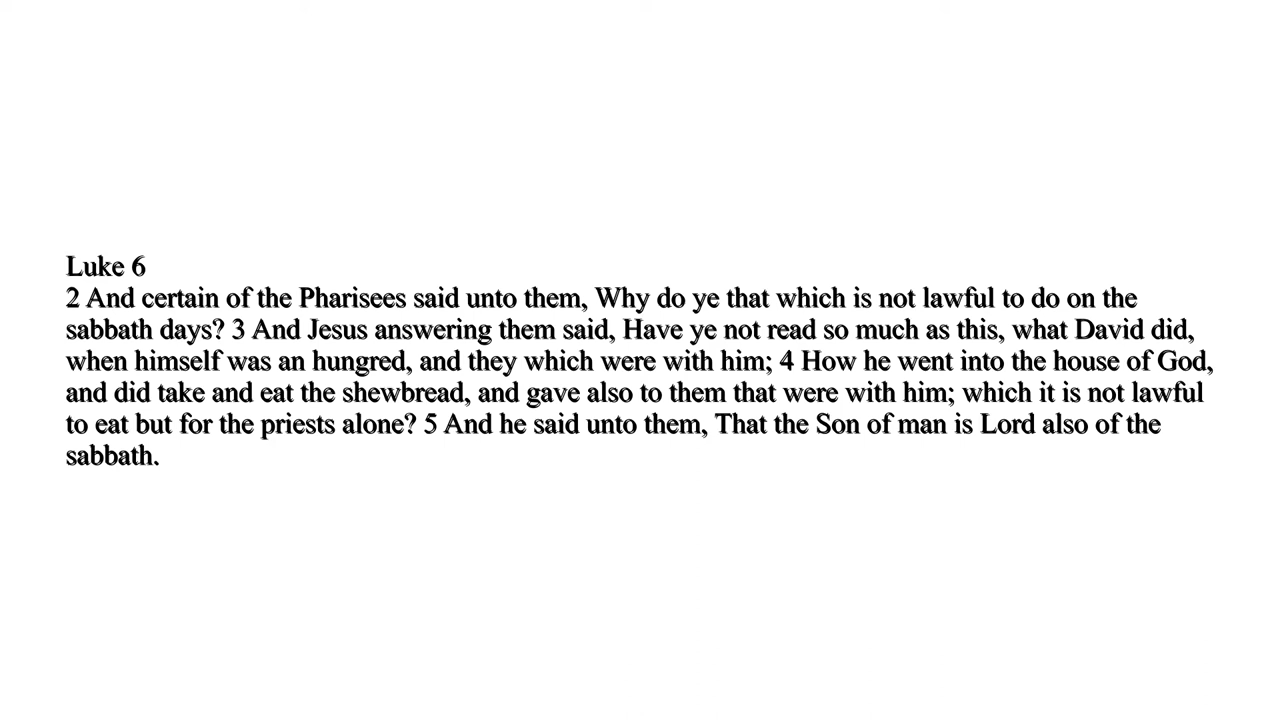 Luke 6
2 And certain of the Pharisees said unto them, Why do ye that which is not lawful to do on the
sabbath days? 3 And Jesus answering them said, Have ye not read so much as this, what David did,
when himself was an hungred, and they which were with him; 4 How he went into the house of God,
and did take and eat the shewbread, and gave also to them that were with him; which it is not lawful
to eat but for the priests alone? 5 And he said unto them, That the Son of man is Lord also of the
sabbath.